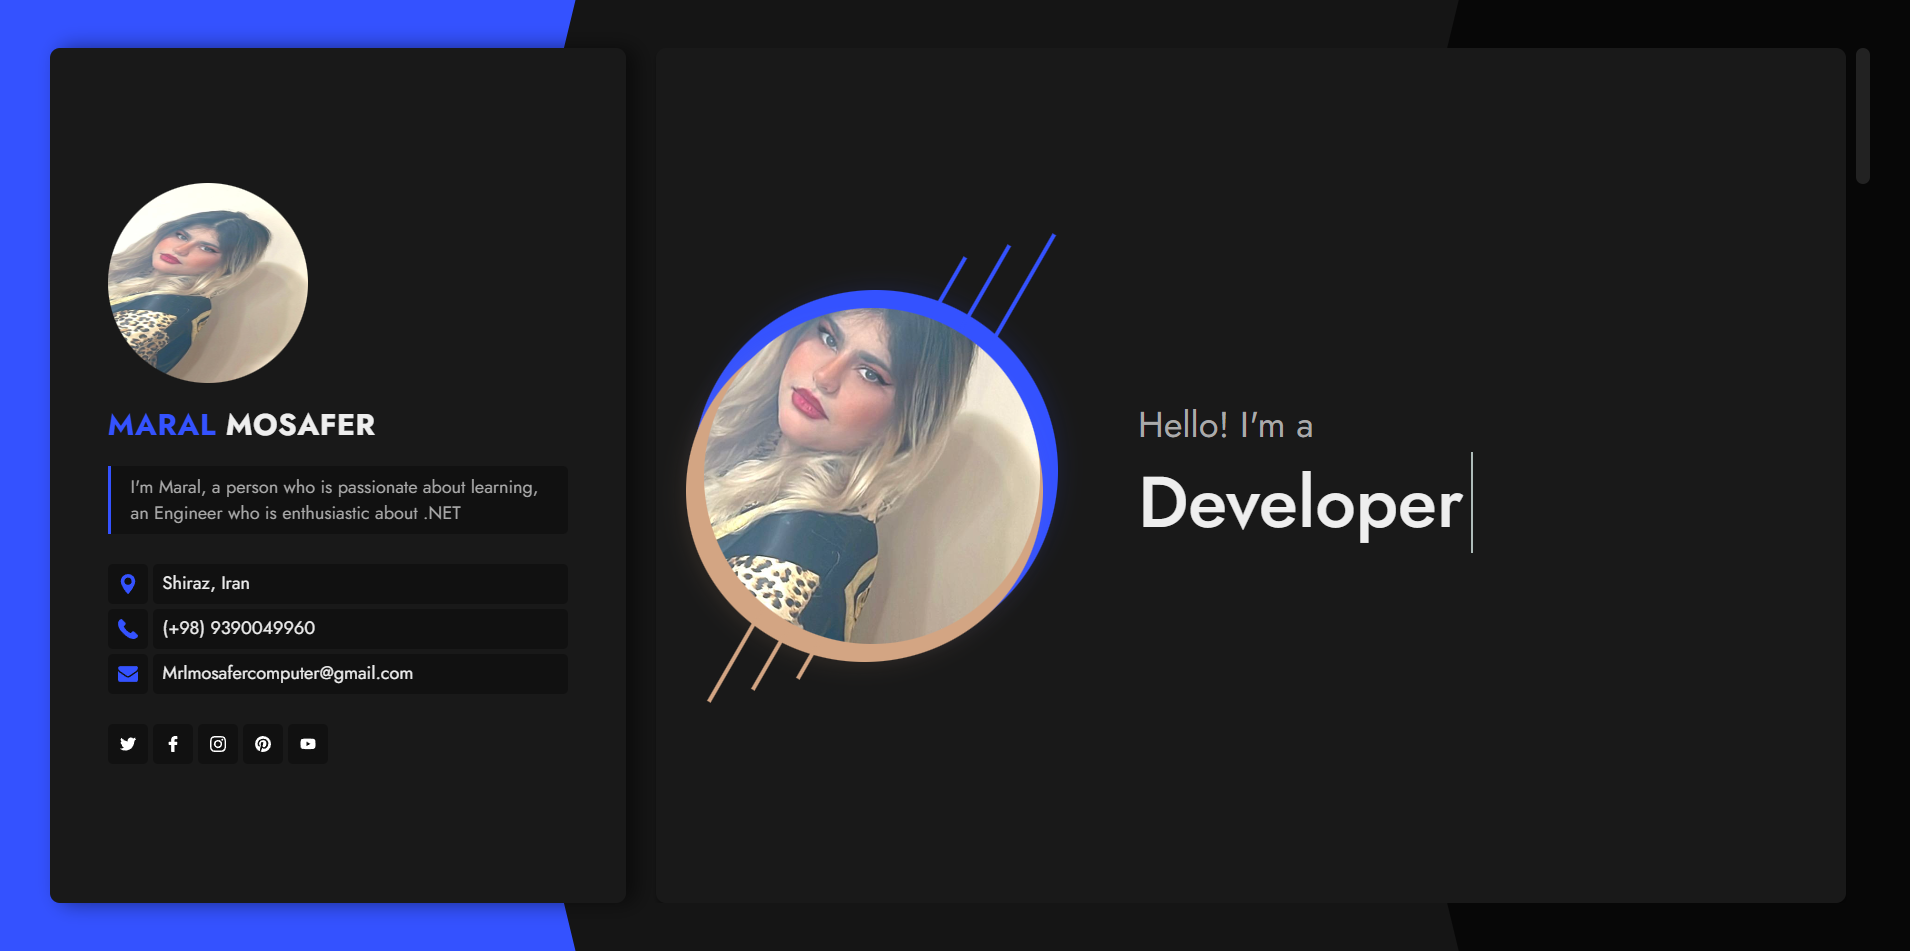 MARAL MOSAFER
I'm Maral, a person who is passionate about learning,
an Engineer who is enthusiastic about .NET
Shiraz, Iran
(+98) 9390049960
Mrlmosafercomputer@gmail.com
Hello! I'm a
Developer